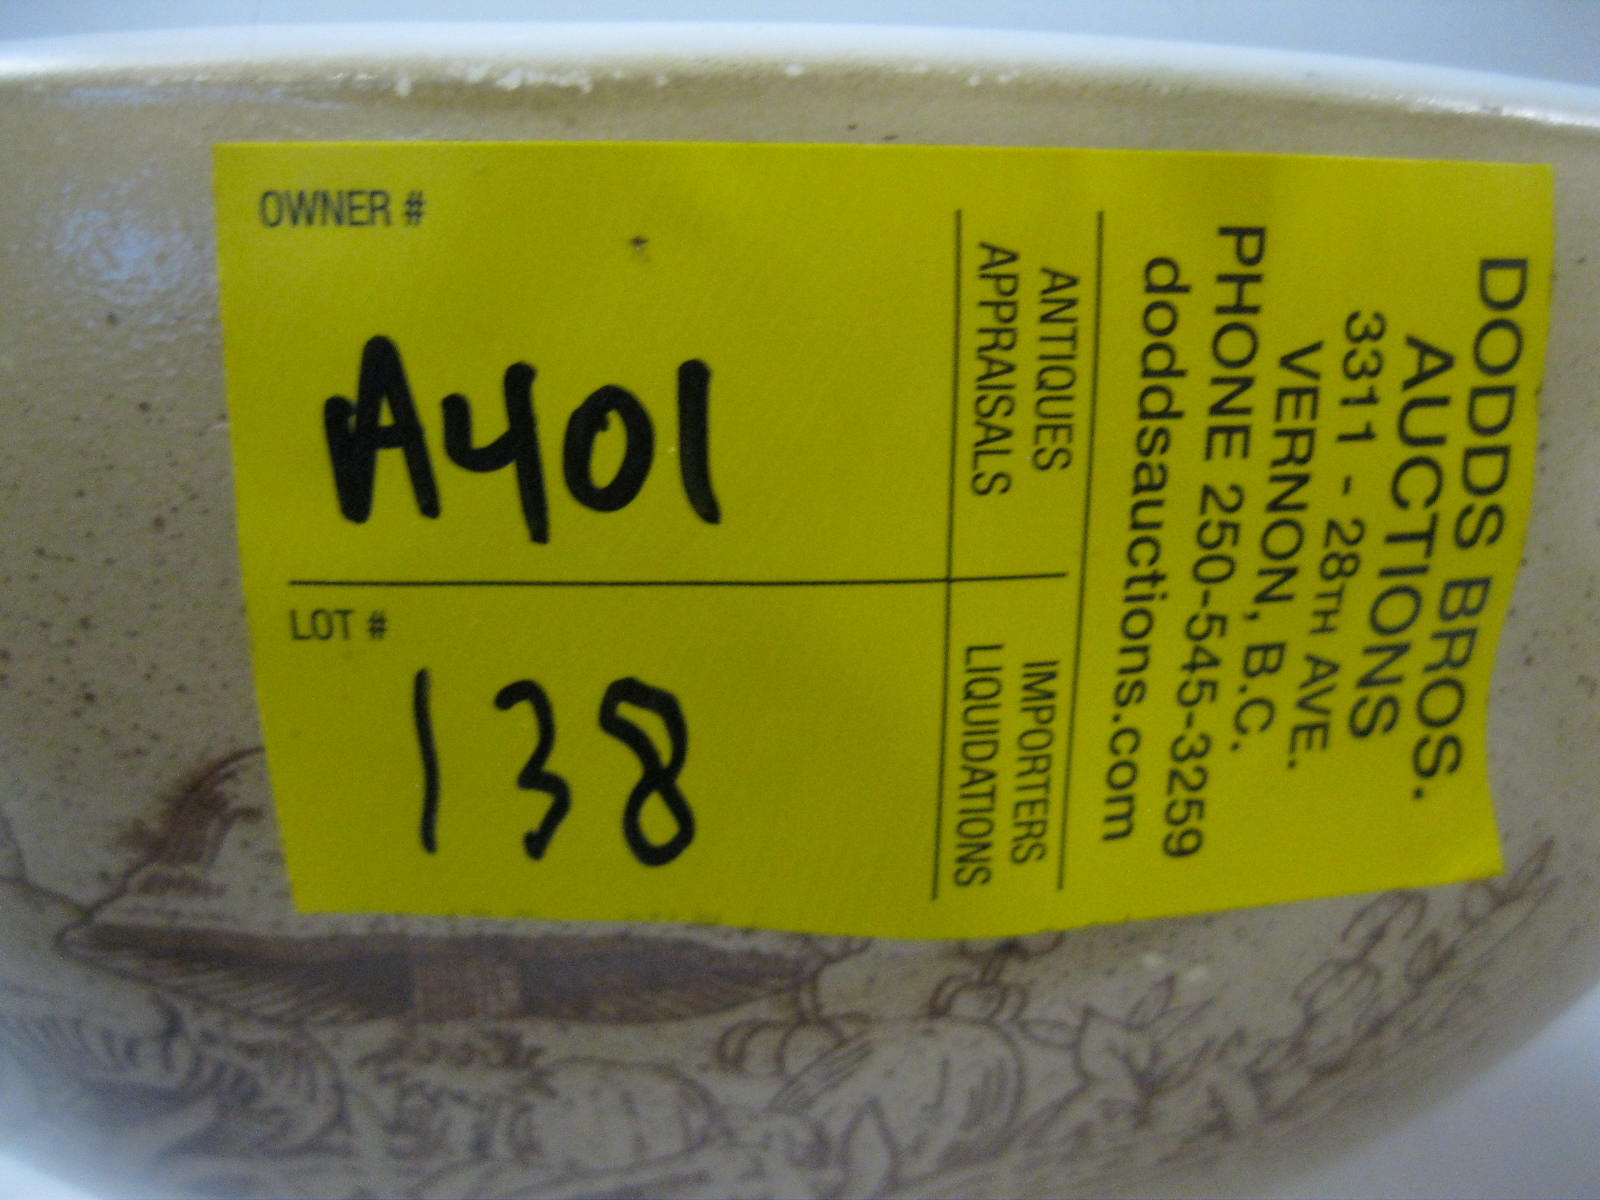 OWNER #
A401
LOT #
138
ANTIQUES
APPRAISALS
IMPORTERS
LIQUIDATIONS
DODDS BROS.
AUCTIONS
3311 - 28TH AVE.
VERNON, B.C.
PHONE 250-545-3259
doddsauctions.com